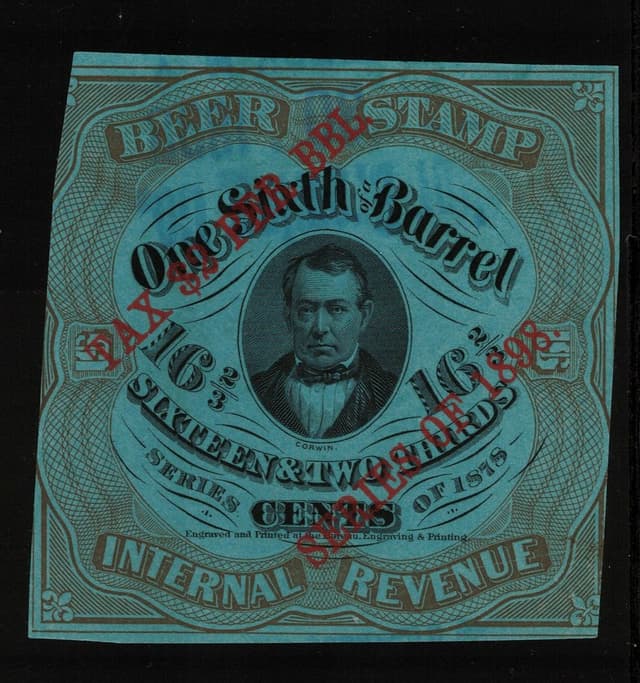 BEER STAMP
One Sixth of a Barrel
TAX $2 PER. BBL.
16 2/3 16 2/3
CORWIN.
SIXTEEN & TWO THIRDS
CENTS
SERIES OF 1878
SERIES OF 1898.
Engraved and Printed at the Bureau, Engraving & Printing.
INTERNAL REVENUE